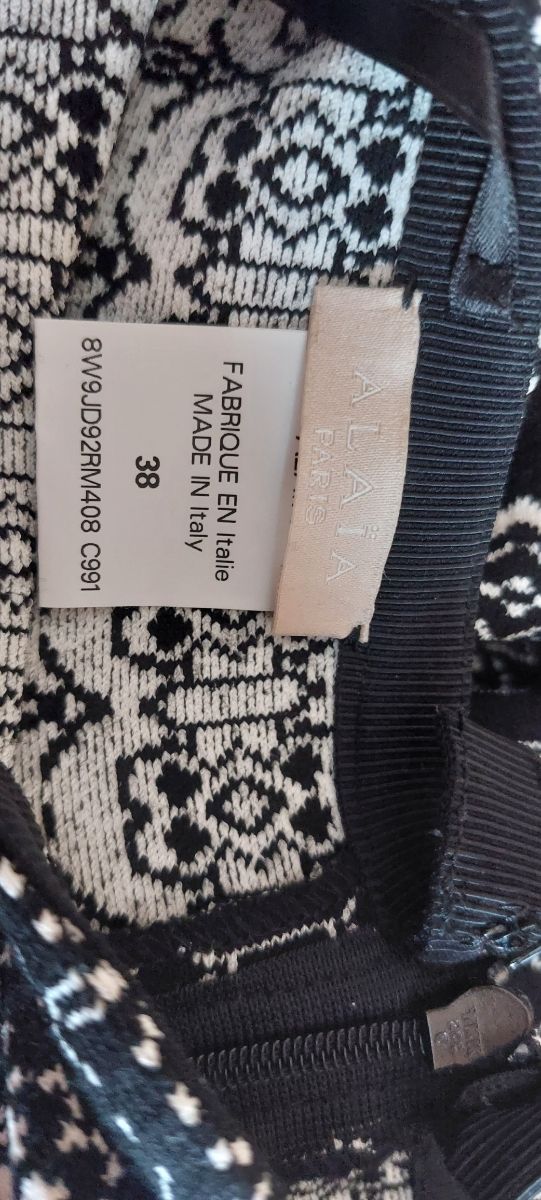 ALAÏA
PARIS
FABRIQUE EN Italie
MADE IN Italy
38
8W9JD92RM408 C991